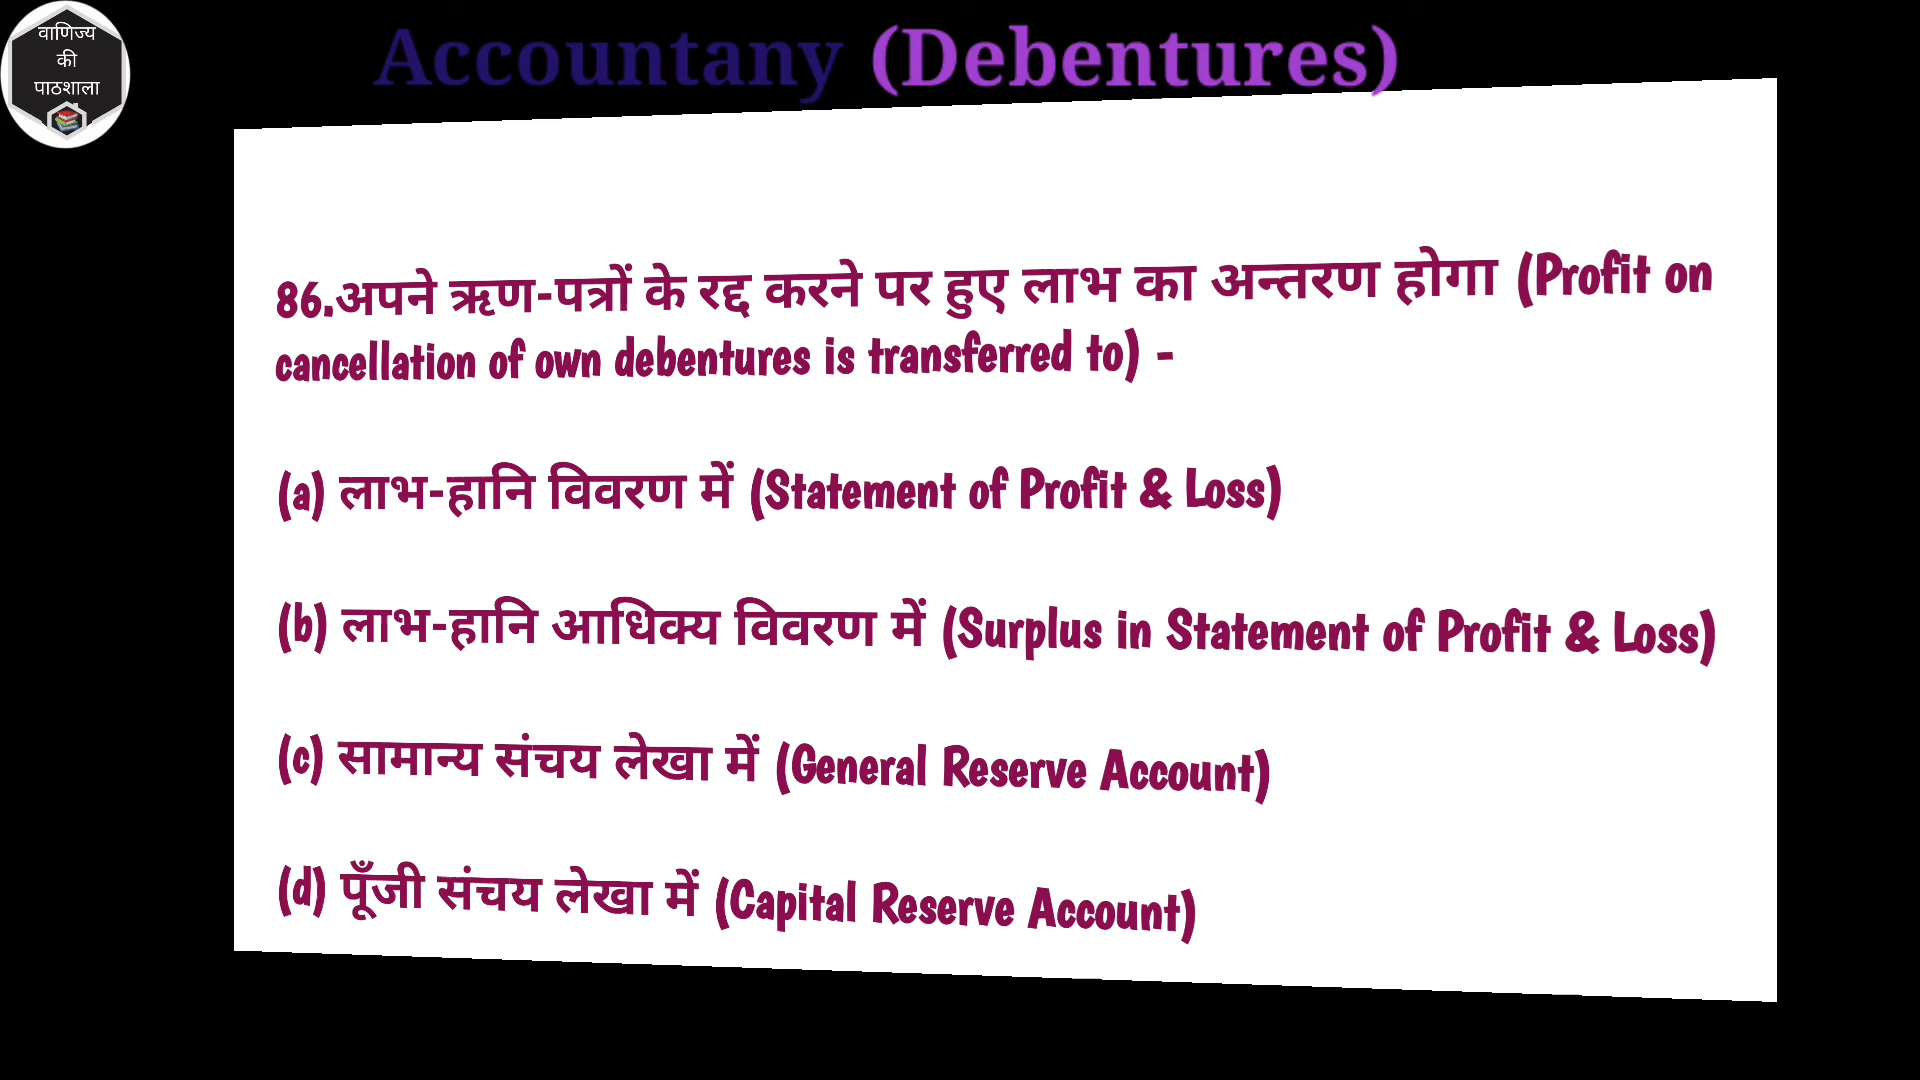 वाणिज्य
की
पाठशाला
Accountany (Debentures)
86.अपने ऋण-पत्रों के रद्द करने पर हुए लाभ का अन्तरण होगा (Profit on
cancellation of own debentures is transferred to) -
(a) लाभ-हानि विवरण में (Statement of Profit & Loss)
(b) लाभ-हानि आधिक्य विवरण में (Surplus in Statement of Profit & Loss)
(c) सामान्य संचय लेखा में (General Reserve Account)
(d) पूँजी संचय लेखा में (Capital Reserve Account)